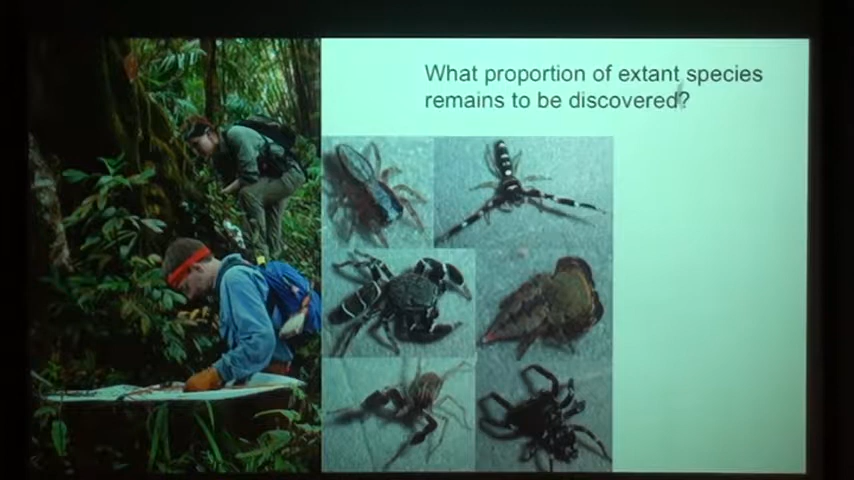 What proportion of extant species
remains to be discovered?